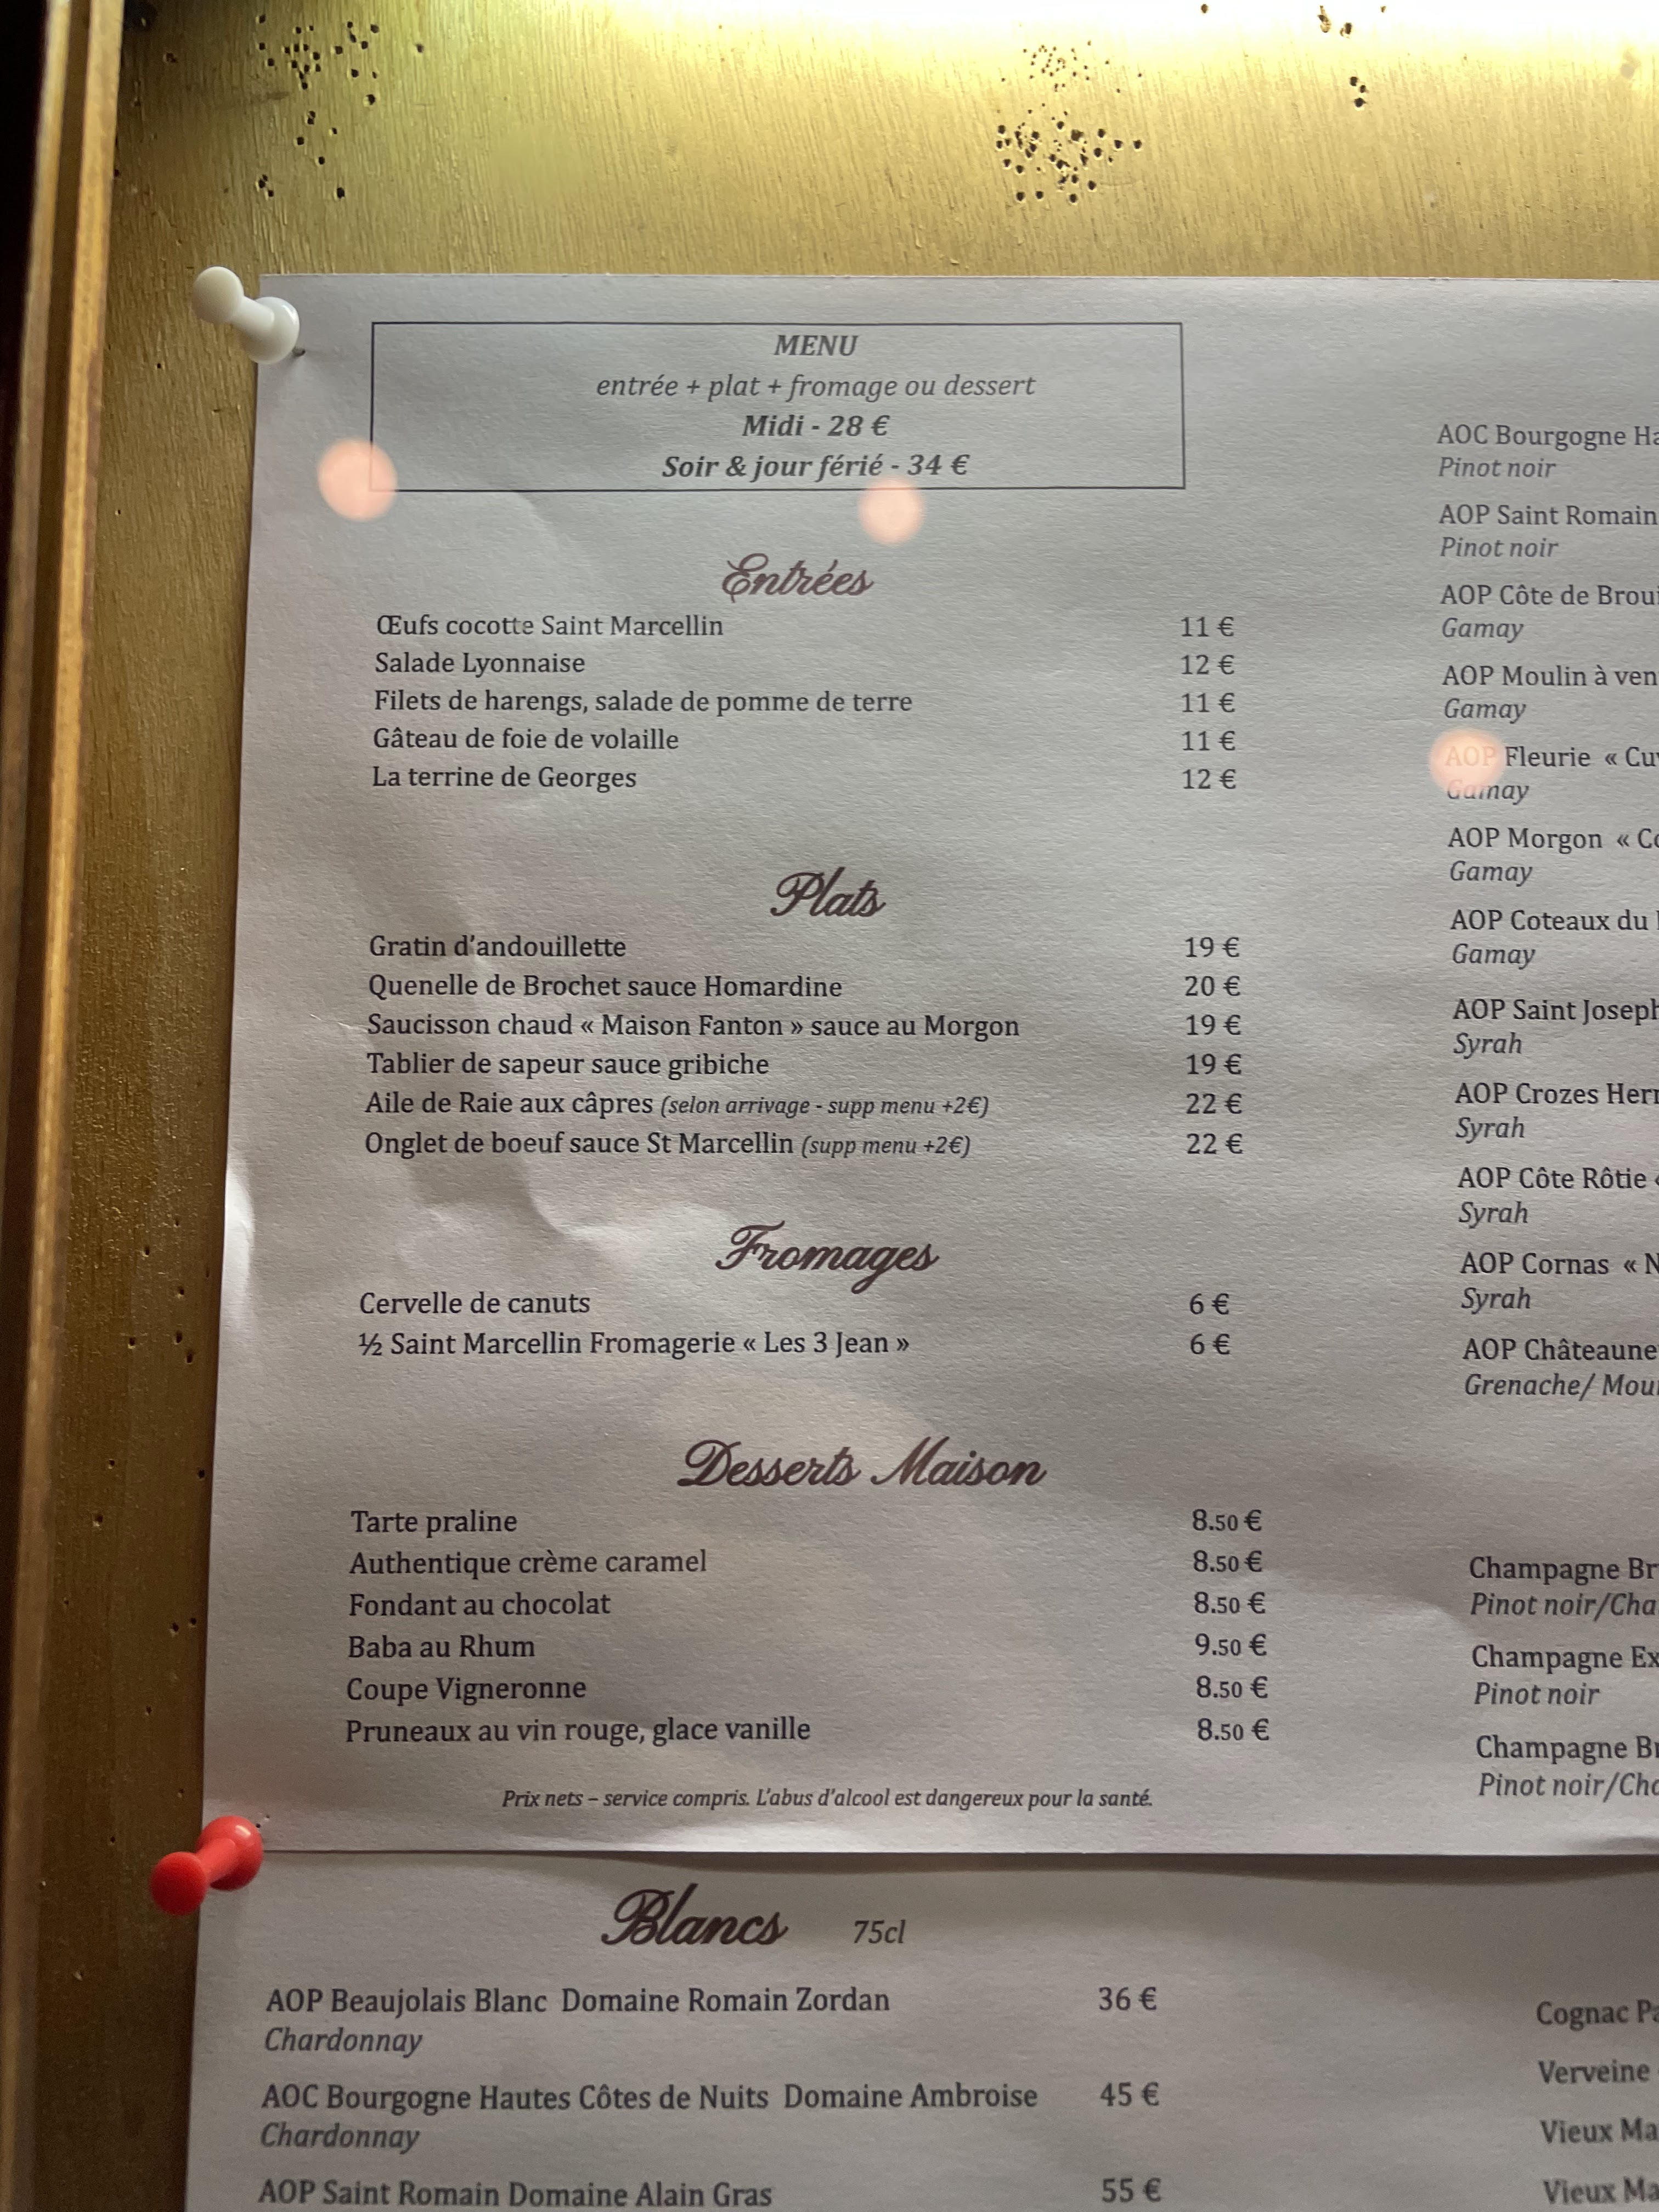 MENU
entrée + plat + fromage ou dessert
Midi - 28 €
Soir & jour férié - 34 €
Entrées
Œufs cocotte Saint Marcellin 11 €
Salade Lyonnaise 12 €
Filets de harengs, salade de pomme de terre 11 €
Gâteau de foie de volaille 11 €
La terrine de Georges 12 €
Plats
Gratin d'andouillette 19 €
Quenelle de Brochet sauce Homardine 20 €
Saucisson chaud « Maison Fanton » sauce au Morgon 19 €
Tablier de sapeur sauce gribiche 19 €
Aile de Raie aux câpres (selon arrivage - supp menu +2€) 22 €
Onglet de boeuf sauce St Marcellin (supp menu +2€) 22 €
Fromages
Cervelle de canuts 6 €
½ Saint Marcellin Fromagerie « Les 3 Jean » 6 €
Desserts Maison
Tarte praline 8.50 €
Authentique crème caramel 8.50 €
Fondant au chocolat 8.50 €
Baba au Rhum 9.50 €
Coupe Vigneronne 8.50 €
Pruneaux au vin rouge, glace vanille 8.50 €
Prix nets – service compris. L'abus d'alcool est dangereux pour la santé.
AOC Bourgogne
Pinot noir
AOP Saint Romain
Pinot noir
AOP Côte de
Gamay
AOP Moulin à
Gamay
AOP Fleurie «
Gamay
AOP Morgon «
Gamay
AOP Coteaux du
Gamay
AOP Saint Joseph
Syrah
AOP Crozes
Syrah
AOP Côte Rôtie «
Syrah
AOP Cornas «
Syrah
AOP
Grenache/
Champagne
Pinot noir/
Champagne
Pinot noir
Champagne
Pinot noir/
Blancs 75cl
AOP Beaujolais Blanc Domaine Romain Zordan 36 €
Chardonnay
AOC Bourgogne Hautes Côtes de Nuits Domaine Ambroise 45 €
Chardonnay
AOP Saint Romain Domaine Alain Gras 55 €
Cognac
Verveine
Vieux
Vieux